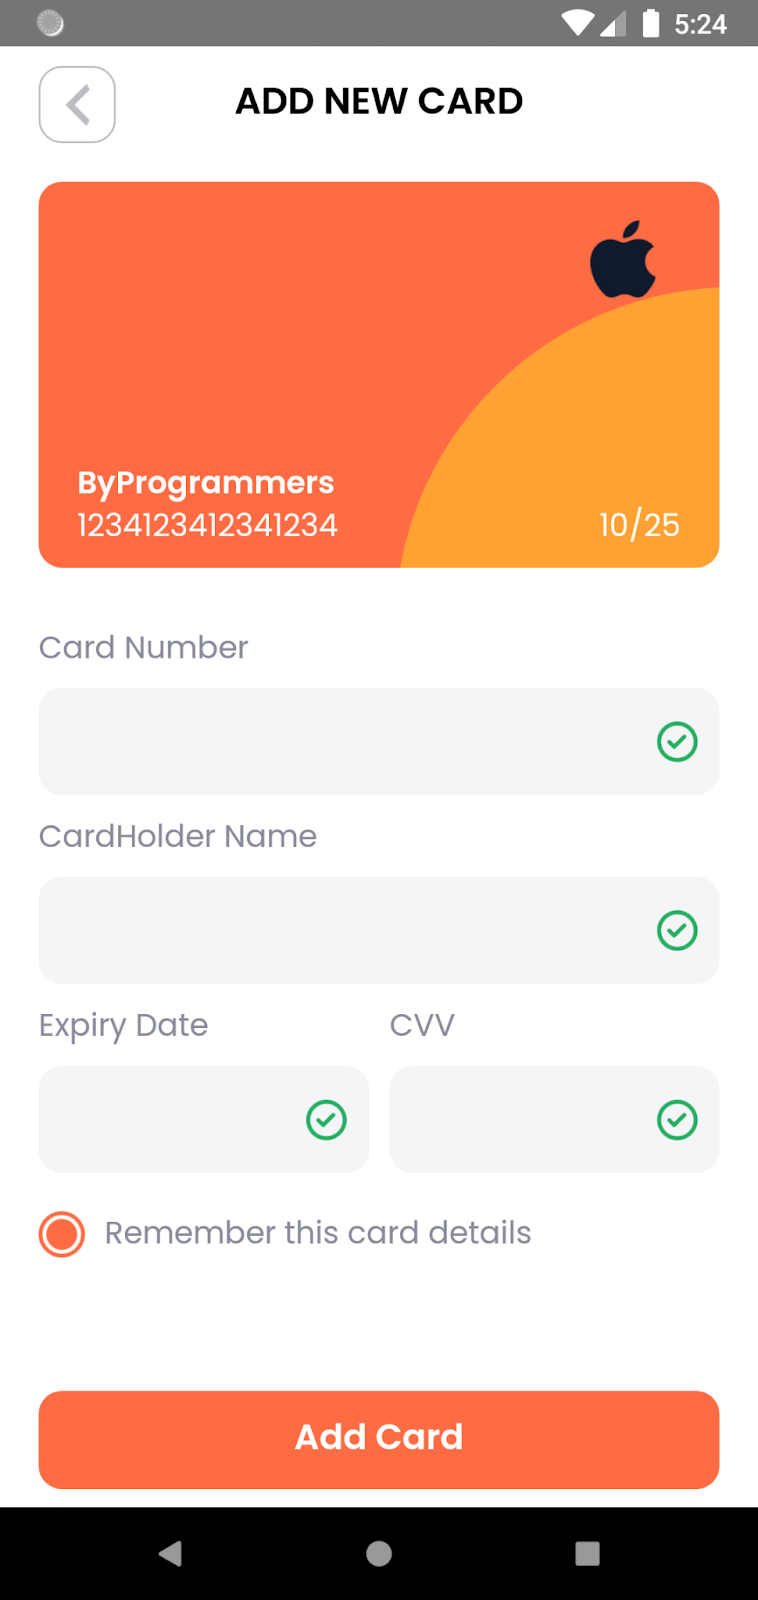 5:24
ADD NEW CARD
ByProgrammers
1234123412341234
10/25
Card Number
CardHolder Name
Expiry Date
CVV
Remember this card details
Add Card